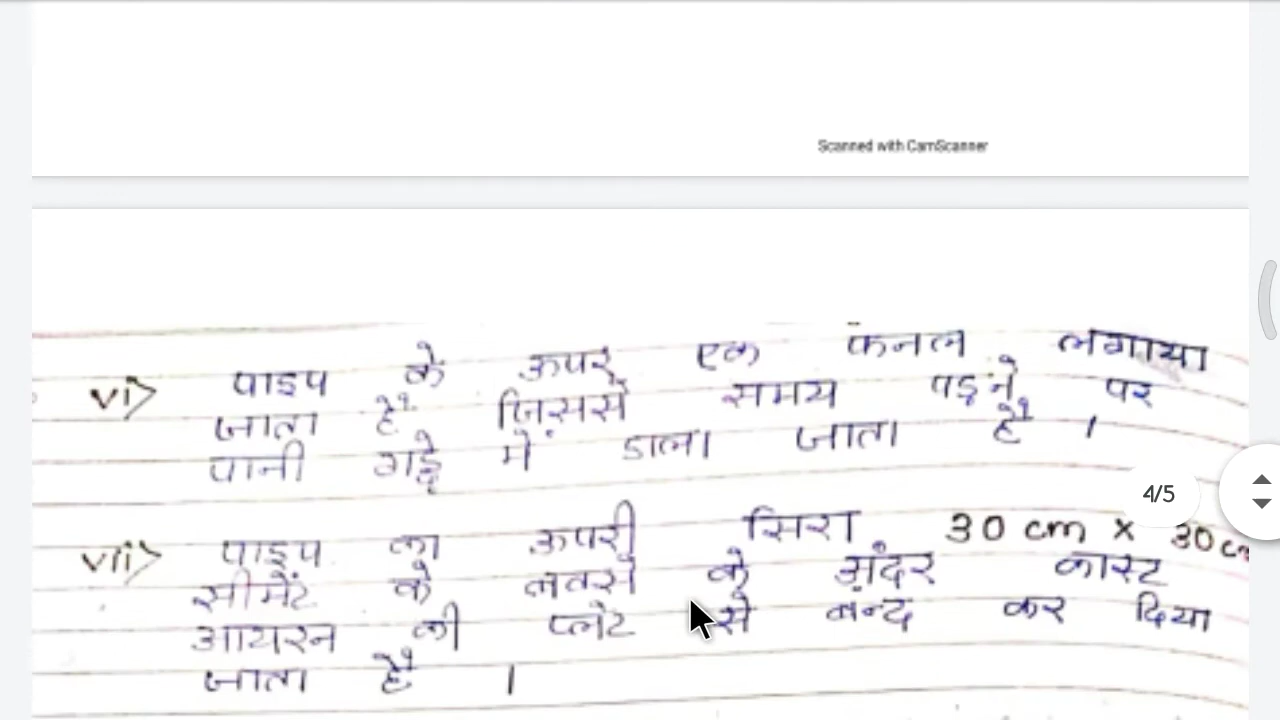 Scanned with CamScanner
vi> पाइप के ऊपर एक फनल लगाया
जाता है जिससे समय पड़ने पर
पानी गड्ढे में डाला जाता है ।
4/5
vii> पाइप का ऊपरी सिरा 30 cm x 30 cm
सीमेंट के बक्से के अंदर कास्ट
आयरन की प्लेट से बन्द कर दिया
जाता है ।